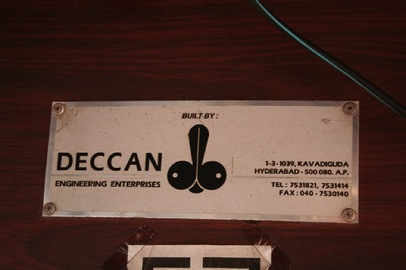 BUILT BY :
DECCAN
ENGINEERING ENTERPRISES
1-3-1039, KAVADIGUDA
HYDERABAD - 500 080. A.P.
TEL : 7531821, 7531414
FAX : 040 - 7530140